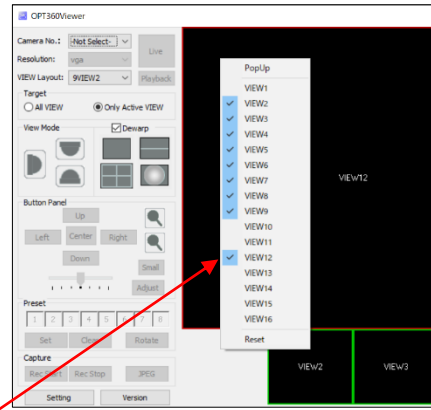 OPT360Viewer
Camera No.: -Not Select-
Live
Resolution: vga
VIEW Layout: 9VIEW2
Playback
Target
All VIEW
Only Active VIEW
View Mode
Dewarp
Button Panel
Up
Left
Center
Right
Down
Snail
Adjust
Preset
1 2 3 4 5 6 7 8
Set
Clear
Rotate
Capture
Rec Start
Rec Stop
JPEG
Setting
Version
PopUp
VIEW1
VIEW2
VIEW3
VIEW4
VIEW5
VIEW6
VIEW7
VIEW8
VIEW9
VIEW10
VIEW11
VIEW12
VIEW13
VIEW14
VIEW15
VIEW16
Reset
VIEW12
VIEW2
VIEW3